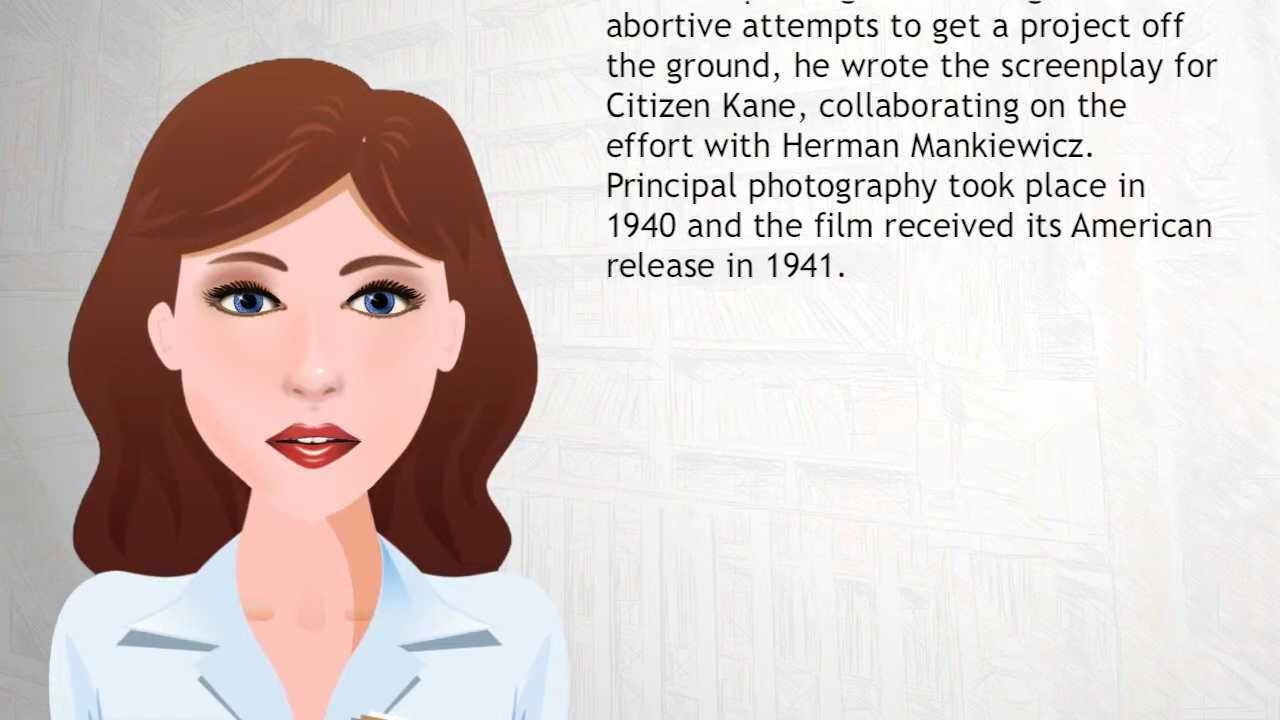 abortive attempts to get a project off
the ground, he wrote the screenplay for
Citizen Kane, collaborating on the
effort with Herman Mankiewicz.
Principal photography took place in
1940 and the film received its American
release in 1941.